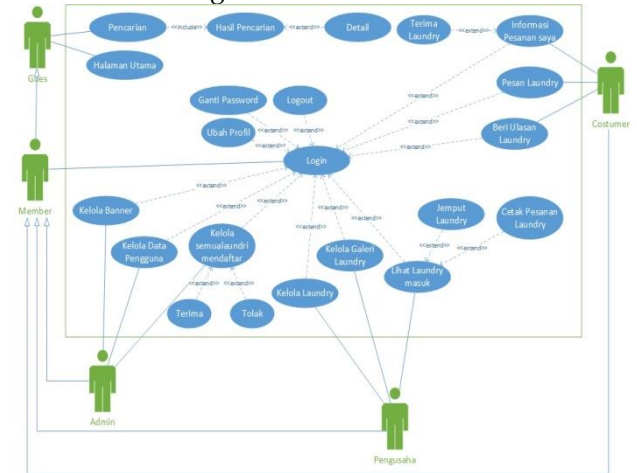 Pencarian
<<include>>
Hasil Pencarian
<<extend>>
Detail
Terima
Laundry
<<extend>>
Informasi
Pesanan saya
Halaman Utama
Pesan Laundry
Costumer
Ganti Password
Logout
<<extend>>
Ubah Profil
<<extend>>
<<extend>>
<<extend>>
<<extend>>
Beri Ulasan
Laundry
<<extend>>
Login
Member
Kelola Banner
<<extend>>
<<extend>>
<<extend>>
<<extend>>
<<extend>>
<<extend>>
Kelola Data
Pengguna
Kelola
semualaundri
mendaftar
Kelola Galeri
Laundry
Jemput
Laundry
Cetak Pesanan
Laundry
<<extend>>
<<extend>>
Lihat Laundry
masuk
<<extend>>
<<extend>>
Kelola Laundry
Terima
Tolak
Admin
Pengusaha